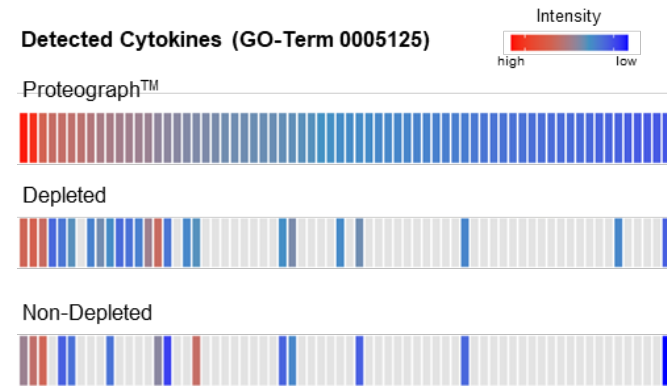 Intensity
Detected Cytokines (GO-Term 0005125)
high low
Proteograph™
Depleted
Non-Depleted